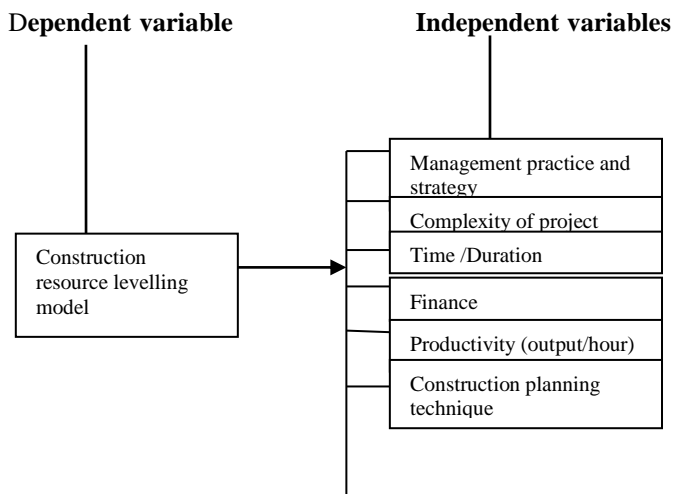 Dependent variable
Independent variables
Construction
resource levelling
model
Management practice and
strategy
Complexity of project
Time /Duration
Finance
Productivity (output/hour)
Construction planning
technique